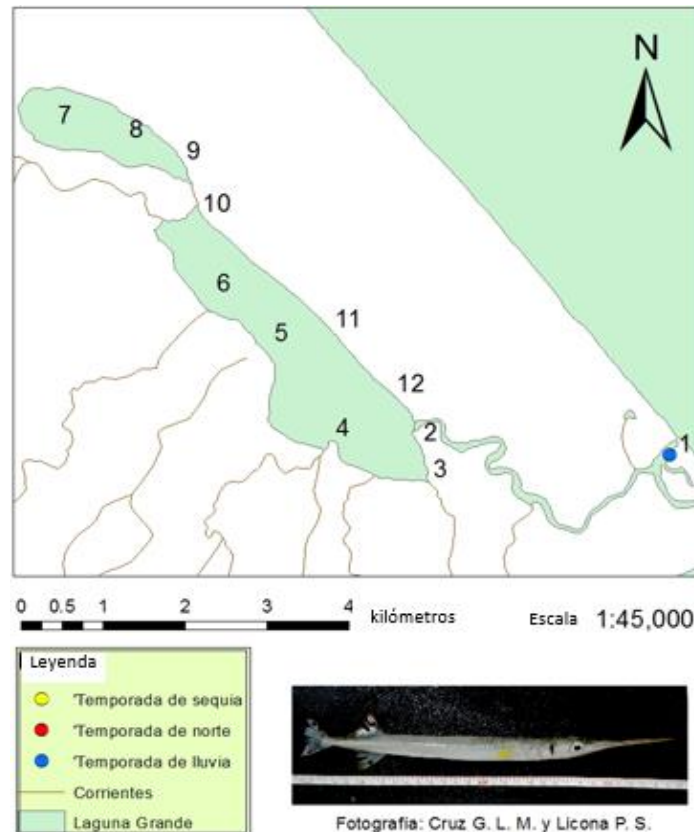 N
7
8
9
10
6
11
5
12
4
2
1
3
0 0.5 1 2 3 4
kilómetros
Escala 1:45,000
Leyenda
'Temporada de sequia
'Temporada de norte
'Temporada de lluvia
Corrientes
Laguna Grande
Fotografía: Cruz G. L. M. y Licona P. S.